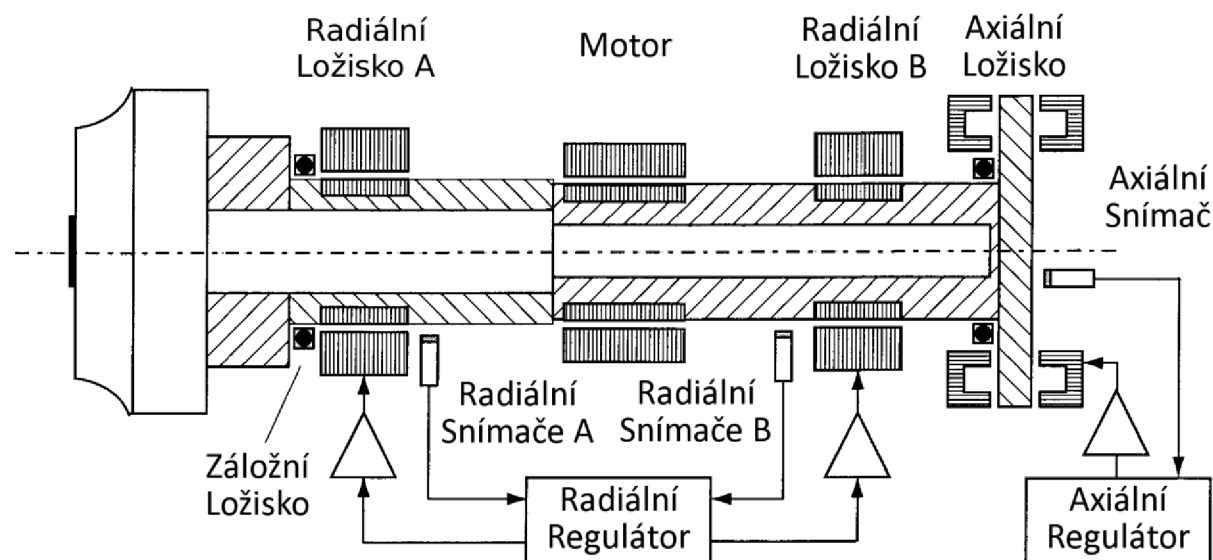 Radiální
Ložisko A
Motor
Radiální
Ložisko B
Axiální
Ložisko
Axiální
Snímač
Radiální
Snímače A
Radiální
Snímače B
Záložní
Ložisko
Radiální
Regulátor
Axiální
Regulátor